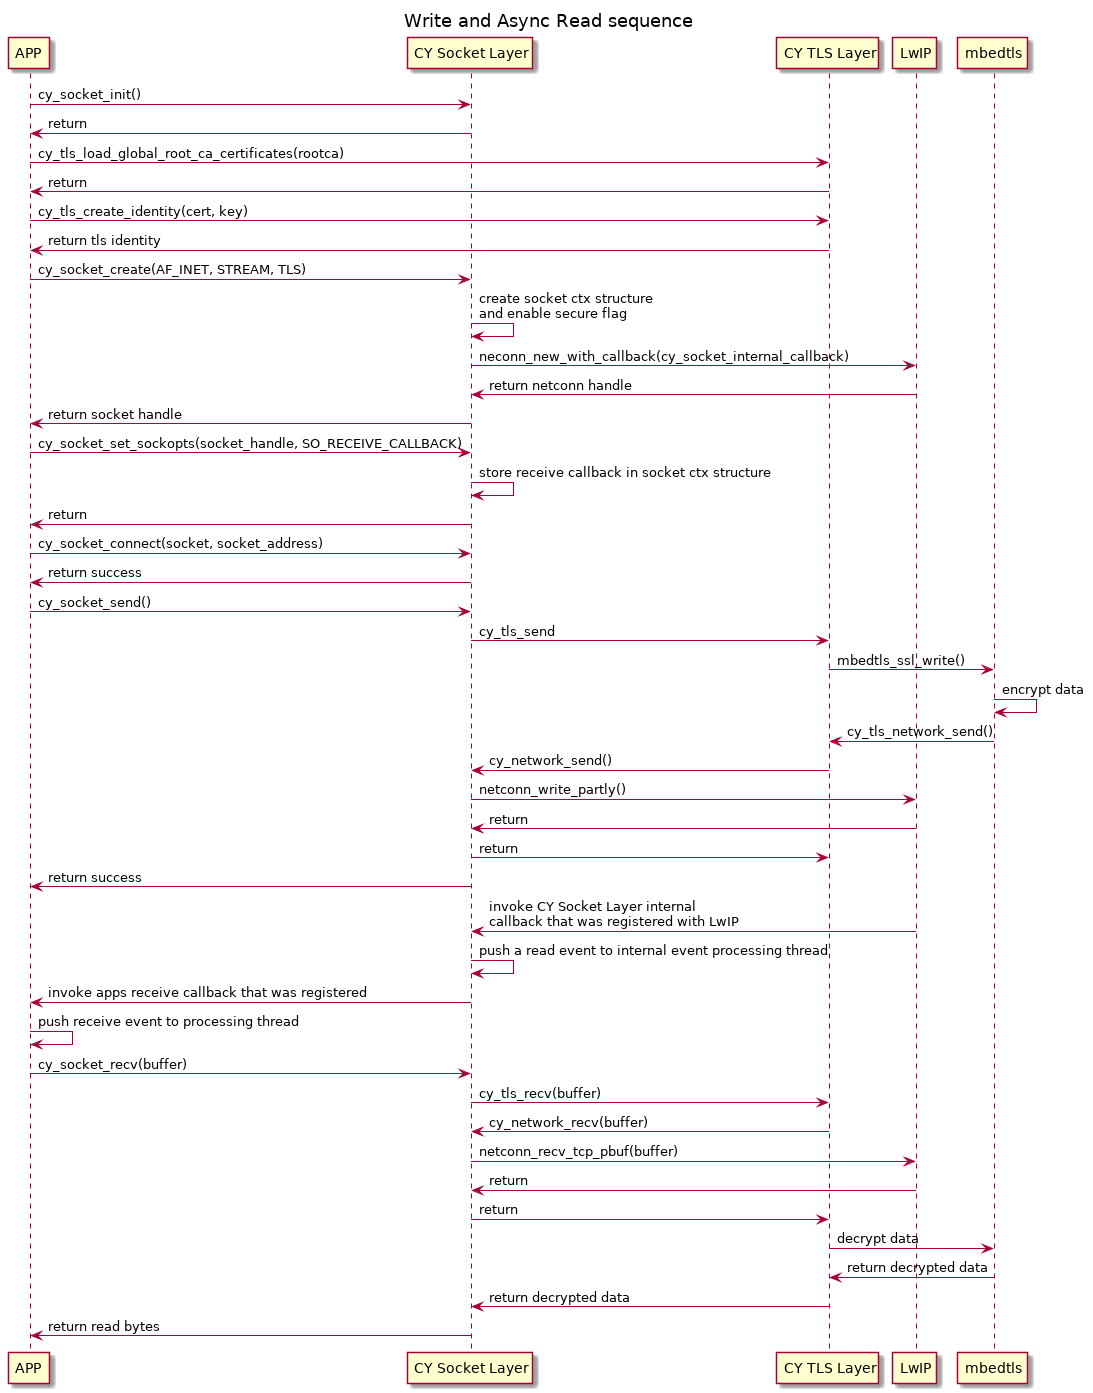 Write and Async Read sequence
APP
CY Socket Layer
CY TLS Layer
LwIP
mbedtls
cy_socket_init()
return
cy_tls_load_global_root_ca_certificates(rootca)
return
cy_tls_create_identity(cert, key)
return tls identity
cy_socket_create(AF_INET, STREAM, TLS)
create socket ctx structure
and enable secure flag
neconn_new_with_callback(cy_socket_internal_callback)
return netconn handle
return socket handle
cy_socket_set_sockopts(socket_handle, SO_RECEIVE_CALLBACK)
store receive callback in socket ctx structure
return
cy_socket_connect(socket, socket_address)
return success
cy_socket_send()
cy_tls_send
mbedtls_ssl_write()
encrypt data
cy_tls_network_send()
cy_network_send()
netconn_write_partly()
return
return
return success
invoke CY Socket Layer internal
callback that was registered with LwIP
push a read event to internal event processing thread
invoke apps receive callback that was registered
push receive event to processing thread
cy_socket_recv(buffer)
cy_tls_recv(buffer)
cy_network_recv(buffer)
netconn_recv_tcp_pbuf(buffer)
return
return
decrypt data
return decrypted data
return decrypted data
return read bytes
APP
CY Socket Layer
CY TLS Layer
LwIP
mbedtls